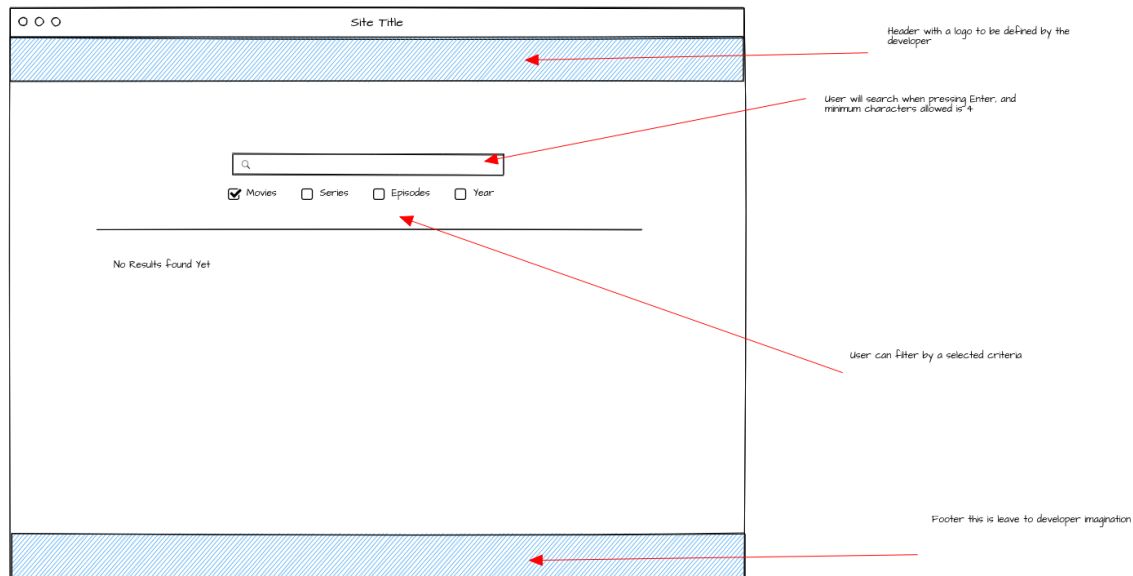 Site Title
Header with a logo to be defined by the
developer
User will search when pressing Enter, and
minimum characters allowed is 4
Movies
Series
Episodes
Year
No Results found Yet
User can filter by a selected criteria
Footer this is leave to developer imagination